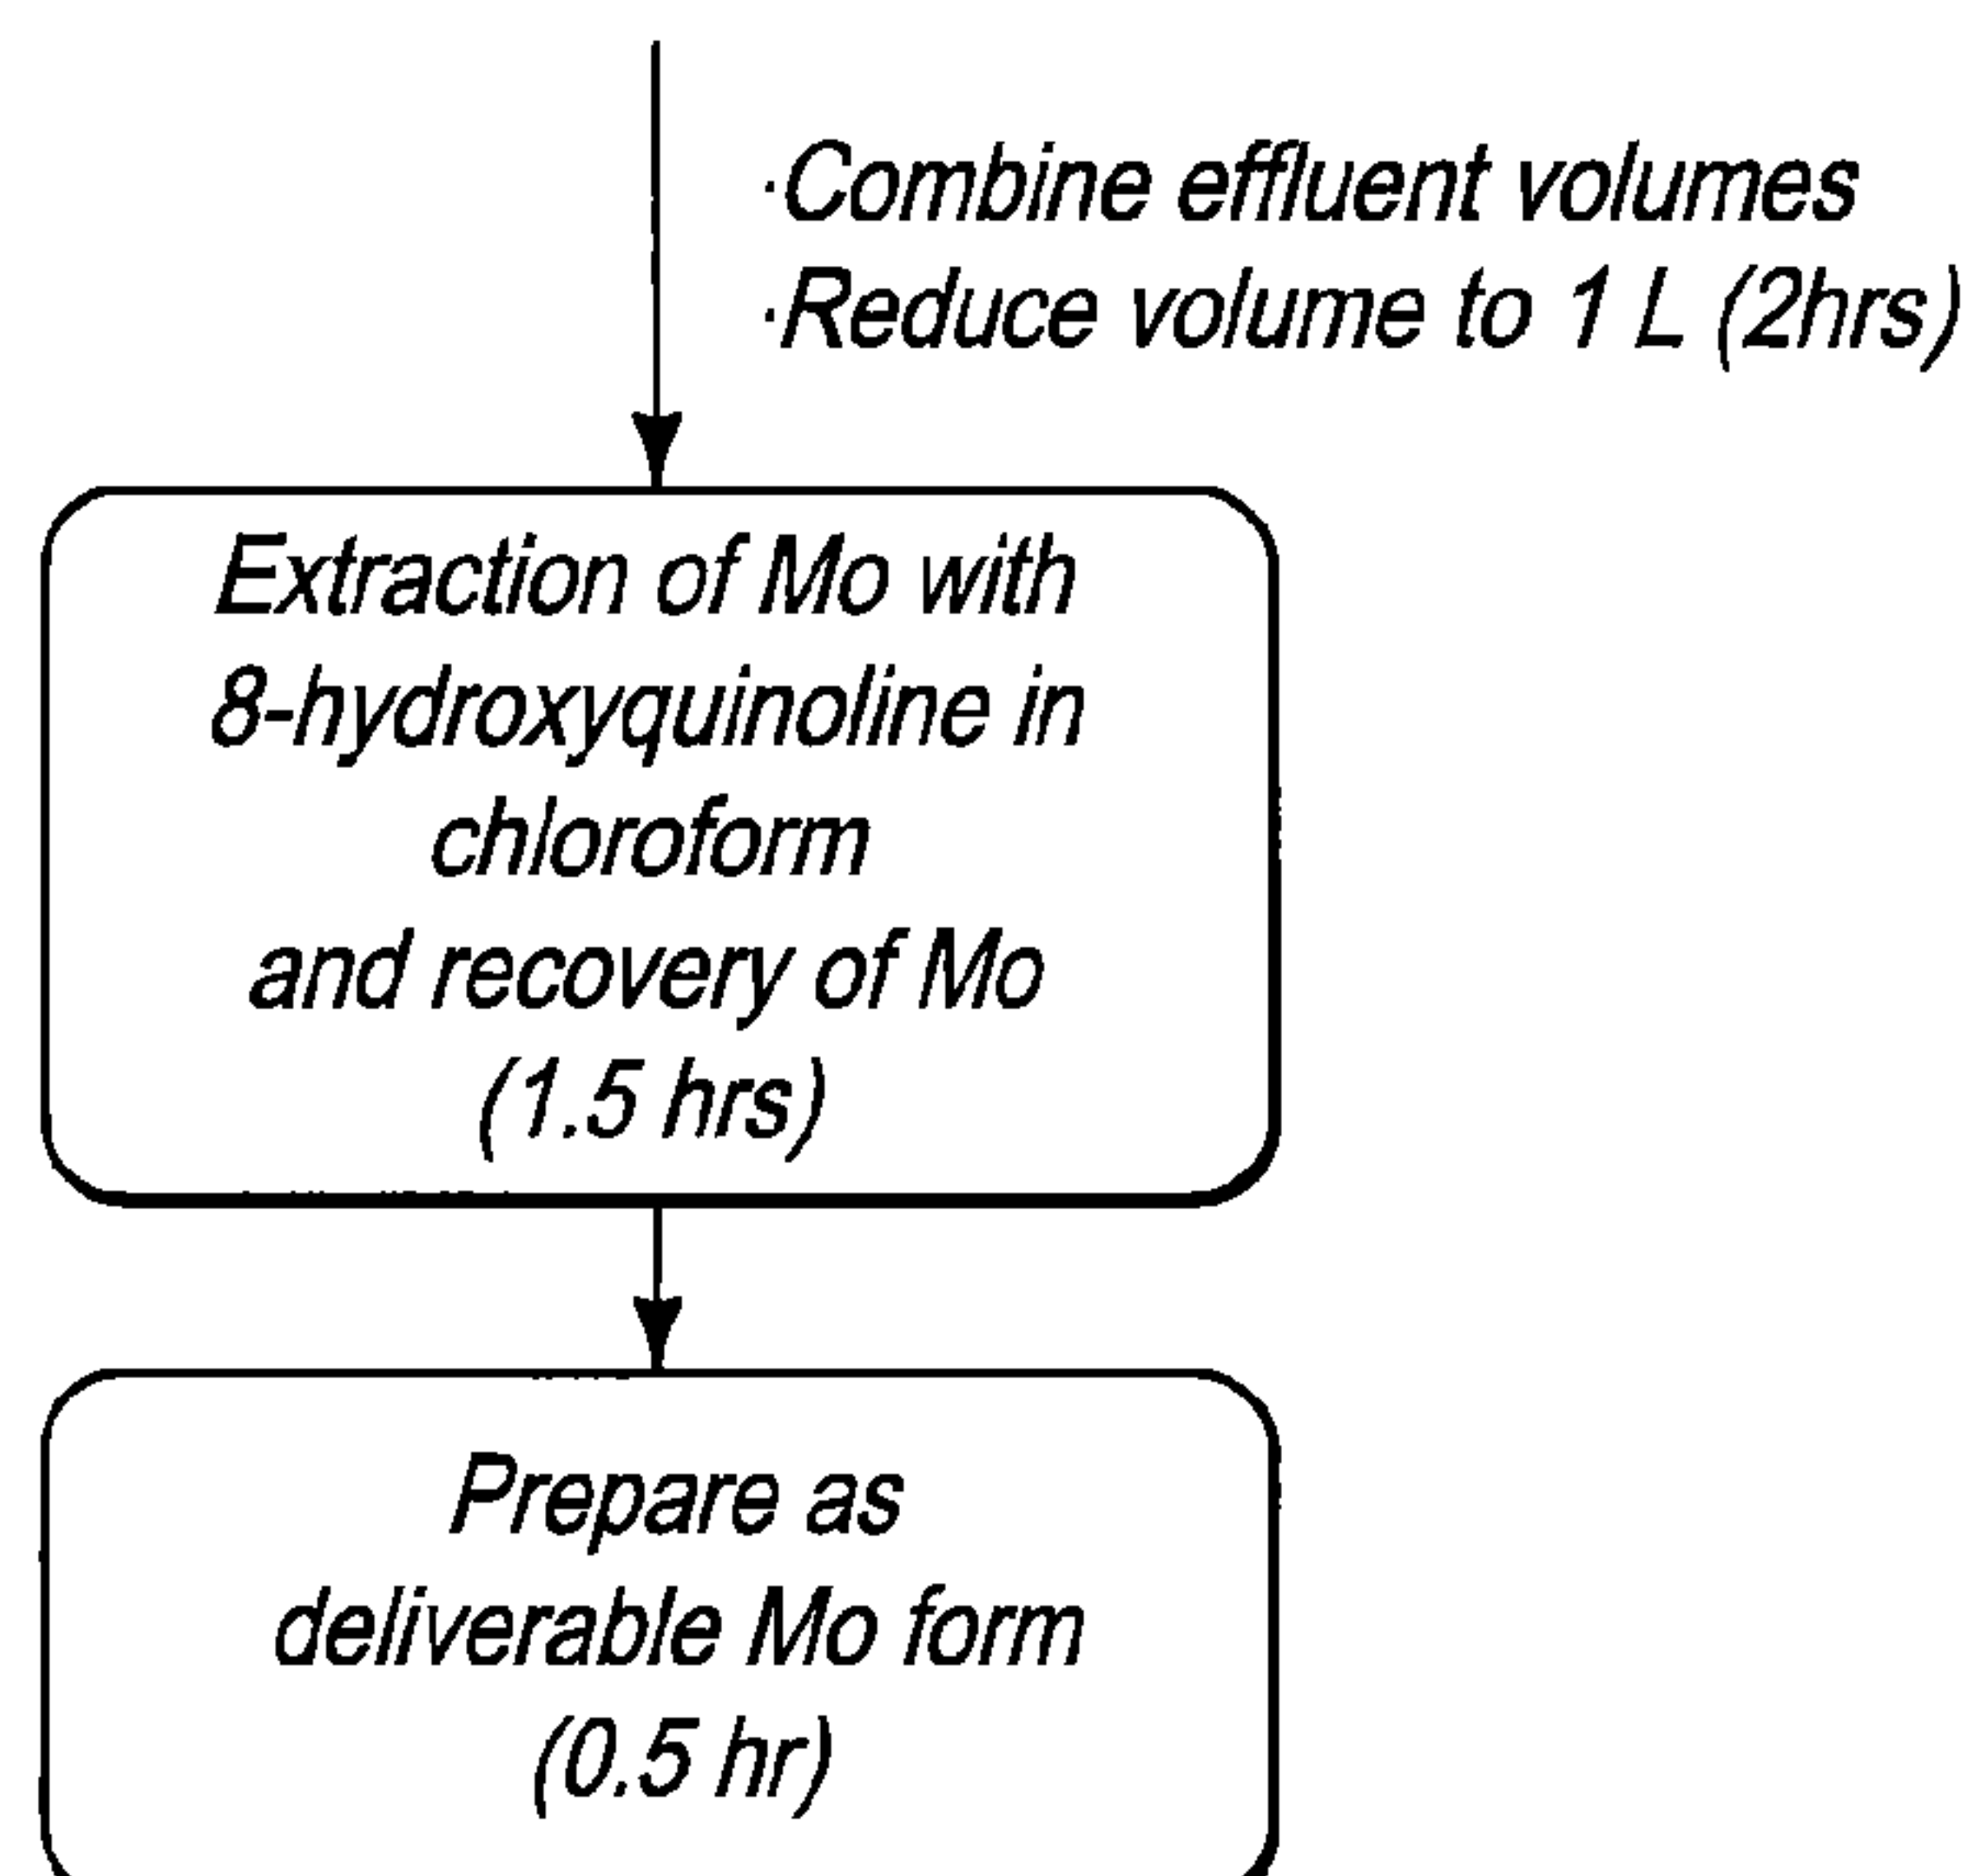 ·Combine effluent volumes
·Reduce volume to 1 L (2hrs)
Extraction of Mo with
8-hydroxyquinoline in
chloroform
and recovery of Mo
(1.5 hrs)
Prepare as
deliverable Mo form
(0.5 hr)